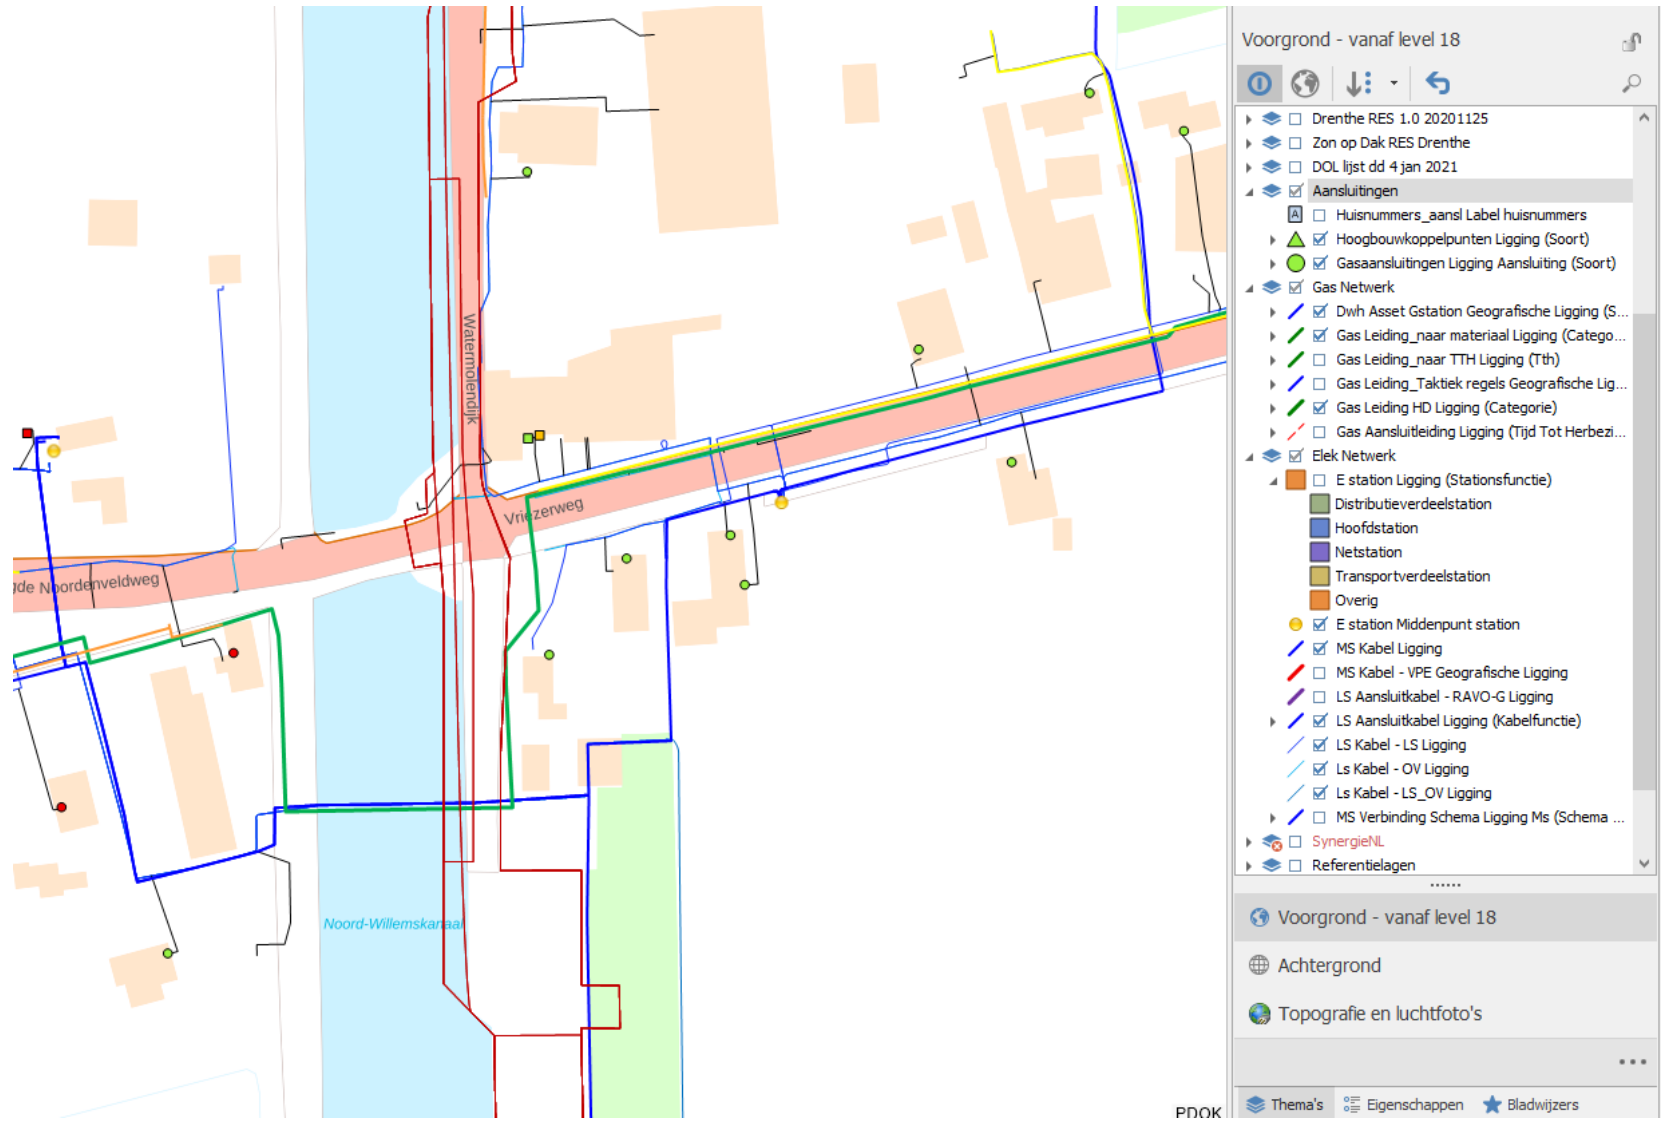 Watermolendijk
Vriezerweg
gde Noordenveldweg
Noord-Willemskanaal
PDOK
Voorgrond - vanaf level 18
Drenthe RES 1.0 20201125
Zon op Dak RES Drenthe
DOL lijst dd 4 jan 2021
Aansluitingen
A Huisnummers_aansl Label huisnummers
Hoogbouwkoppelpunten Ligging (Soort)
Gasaansluitingen Ligging Aansluiting (Soort)
Gas Netwerk
Dwh Asset Gstation Geografische Ligging (S...
Gas Leiding_naar materiaal Ligging (Catego...
Gas Leiding_naar TTH Ligging (Tth)
Gas Leiding_Taktiek regels Geografische Lig...
Gas Leiding HD Ligging (Categorie)
Gas Aansluitleiding Ligging (Tijd Tot Herbezi...
Elek Netwerk
E station Ligging (Stationsfunctie)
Distributieverdeelstation
Hoofdstation
Netstation
Transportverdeelstation
Overig
E station Middenpunt station
MS Kabel Ligging
MS Kabel - VPE Geografische Ligging
LS Aansluitkabel - RAVO-G Ligging
LS Aansluitkabel Ligging (Kabelfunctie)
LS Kabel - LS Ligging
Ls Kabel - OV Ligging
Ls Kabel - LS_OV Ligging
MS Verbinding Schema Ligging Ms (Schema ...
SynergieNL
Referentielagen
Voorgrond - vanaf level 18
Achtergrond
Topografie en luchtfoto's
Thema's Eigenschappen Bladwijzers